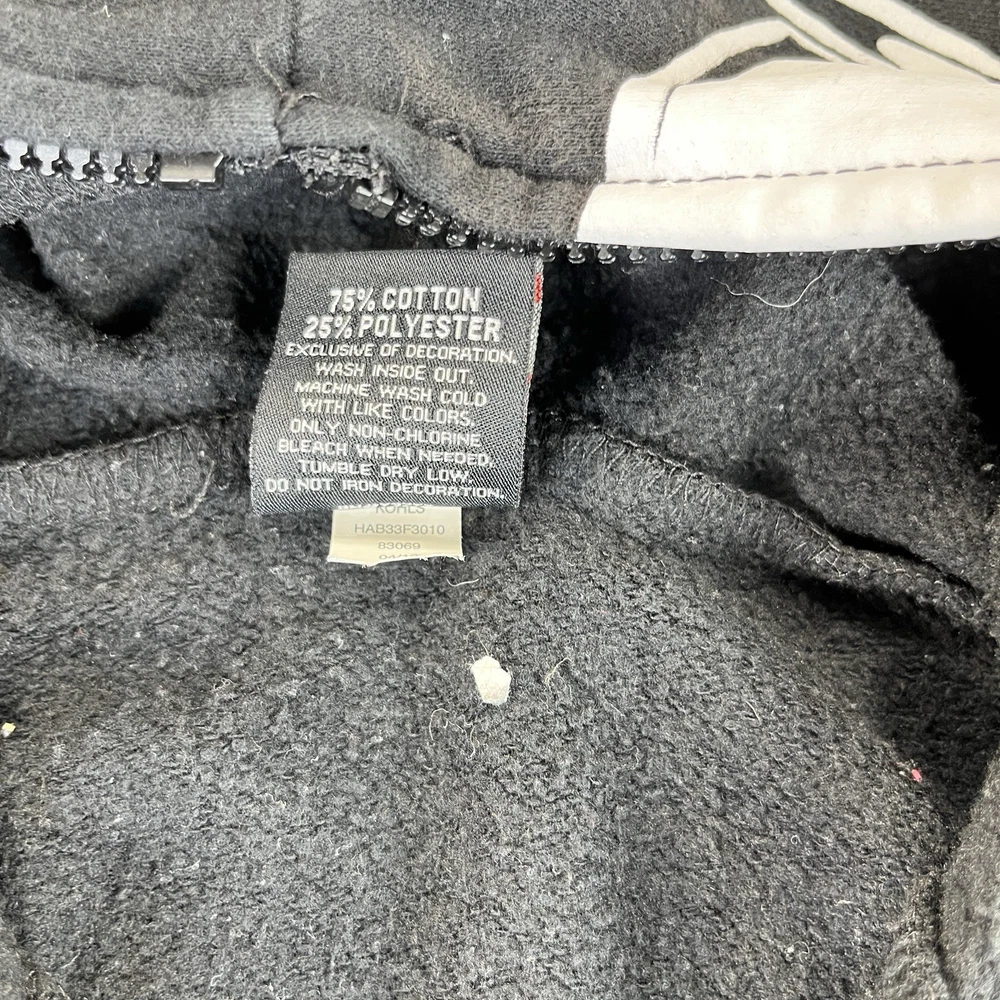 75% COTTON
25% POLYESTER
EXCLUSIVE OF DECORATION.
WASH INSIDE OUT.
MACHINE WASH COLD
WITH LIKE COLORS.
ONLY NON-CHLORINE
BLEACH WHEN NEEDED.
TUMBLE DRY LOW.
DO NOT IRON DECORATION.
KOHLS
HAB33F3010
83069